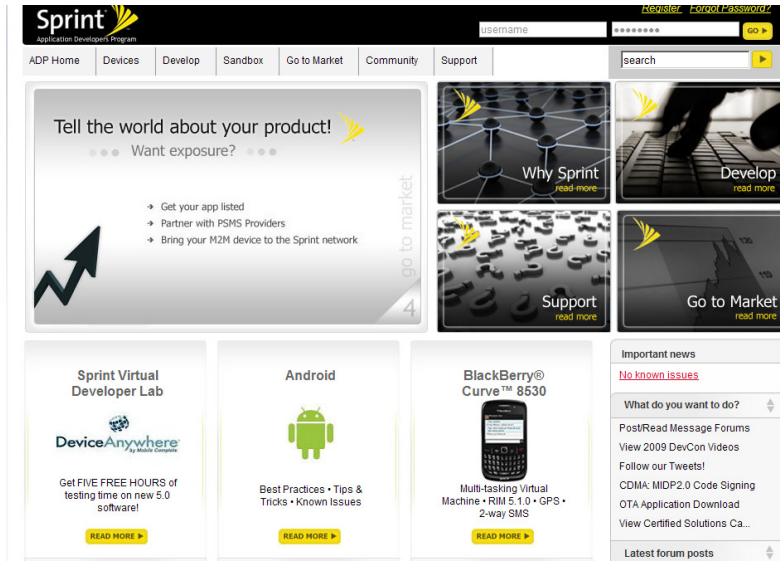 Register Forgot Password?
Sprint
Application Developers Program
username
GO
ADP Home Devices Develop Sandbox Go to Market Community Support
search
Tell the world about your product!
Want exposure?
Get your app listed
Partner with PSMS Providers
Bring your M2M device to the Sprint network
go to market
4
Why Sprint
read more
Develop
read more
Support
read more
120
110
Go to Market
read more
Sprint Virtual
Developer Lab
DeviceAnywhere
by Mobile Complete
Get FIVE FREE HOURS of
testing time on new 5.0
software!
READ MORE
Android
Best Practices • Tips &
Tricks • Known Issues
READ MORE
BlackBerry®
Curve™ 8530
Multi-tasking Virtual
Machine • RIM 5.1.0 • GPS •
2-way SMS
READ MORE
Important news
No known issues
What do you want to do?
Post/Read Message Forums
View 2009 DevCon Videos
Follow our Tweets!
CDMA: MIDP2.0 Code Signing
OTA Application Download
View Certified Solutions Ca...
Latest forum posts